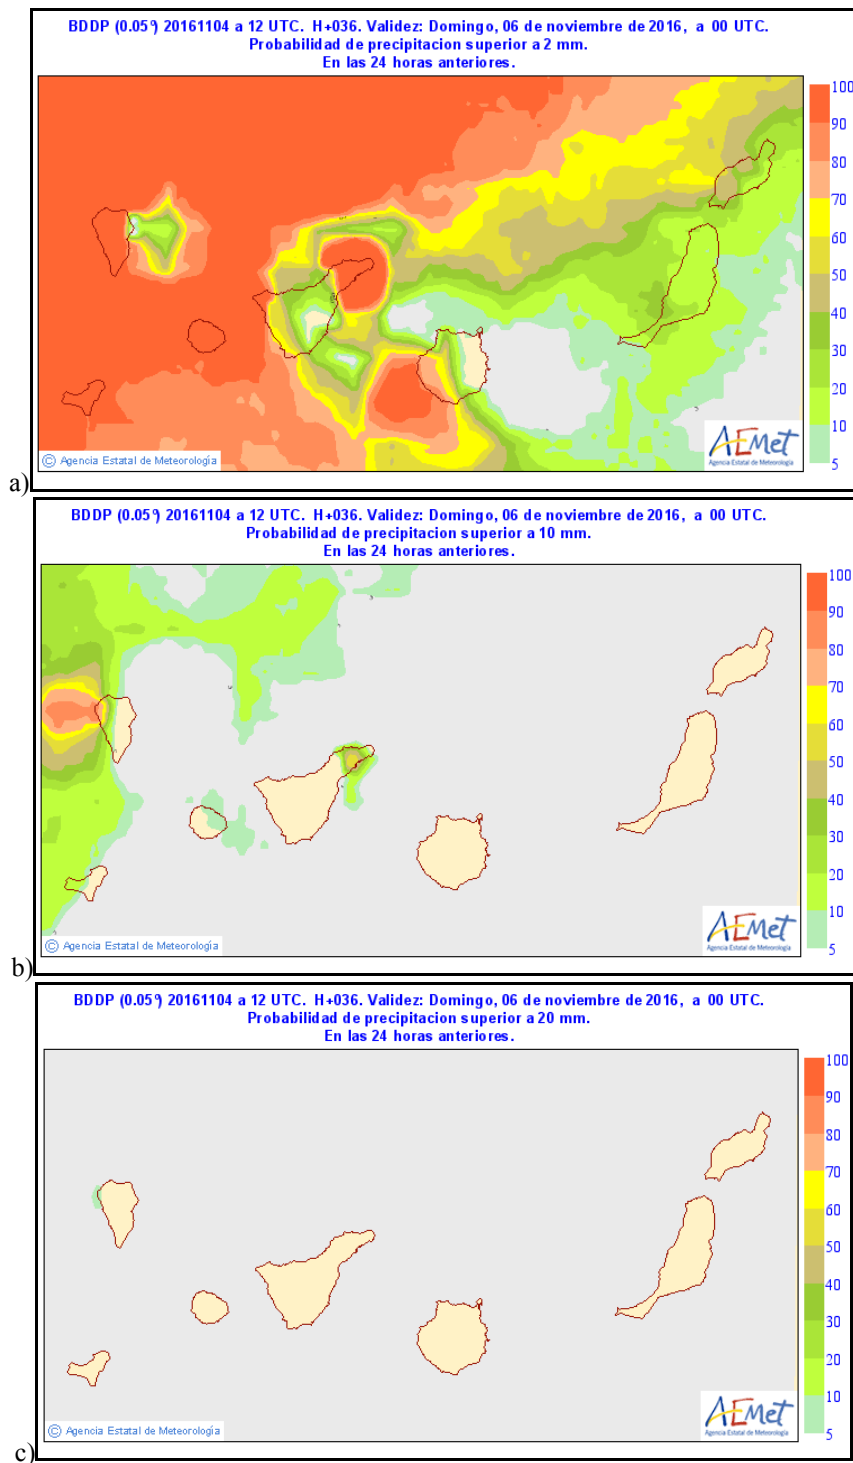 BDDP (0.05º) 20161104 a 12 UTC. H+036. Validez: Domingo, 06 de noviembre de 2016, a 00 UTC.
Probabilidad de precipitacion superior a 2 mm.
En las 24 horas anteriores.
100
90
80
70
60
50
40
30
20
10
5
© Agencia Estatal de Meteorología
AEMet
Agencia Estatal de Meteorología
a)
BDDP (0.05º) 20161104 a 12 UTC. H+036. Validez: Domingo, 06 de noviembre de 2016, a 00 UTC.
Probabilidad de precipitacion superior a 10 mm.
En las 24 horas anteriores.
100
90
80
70
60
50
40
30
20
10
5
© Agencia Estatal de Meteorología
AEMet
Agencia Estatal de Meteorología
b)
BDDP (0.05º) 20161104 a 12 UTC. H+036. Validez: Domingo, 06 de noviembre de 2016, a 00 UTC.
Probabilidad de precipitacion superior a 20 mm.
En las 24 horas anteriores.
100
90
80
70
60
50
40
30
20
10
5
© Agencia Estatal de Meteorología
AEMet
Agencia Estatal de Meteorología
c)